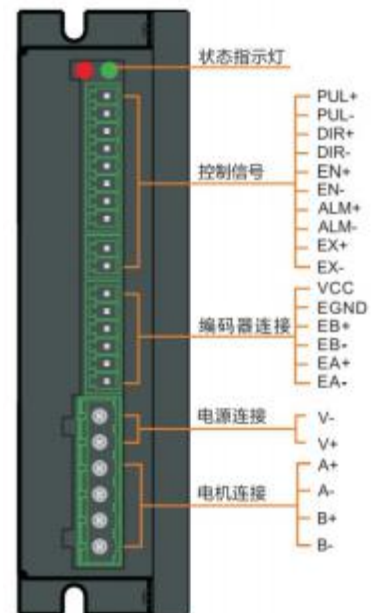 状态指示灯
控制信号
PUL+
PUL-
DIR+
DIR-
EN+
EN-
ALM+
ALM-
EX+
EX-
编码器连接
VCC
EGND
EB+
EB-
EA+
EA-
电源连接
V-
V+
电机连接
A+
A-
B+
B-